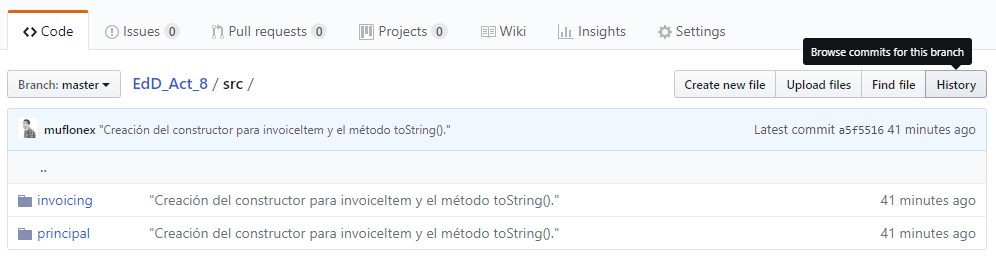 Code Issues 0 Pull requests 0 Projects 0 Wiki Insights Settings
Browse commits for this branch
Branch: master EdD_Act_8 / src / Create new file Upload files Find file History
muflonex "Creación del constructor para invoiceItem y el método toString()." Latest commit a5f5516 41 minutes ago
..
invoicing "Creación del constructor para invoiceItem y el método toString()." 41 minutes ago
principal "Creación del constructor para invoiceItem y el método toString()." 41 minutes ago